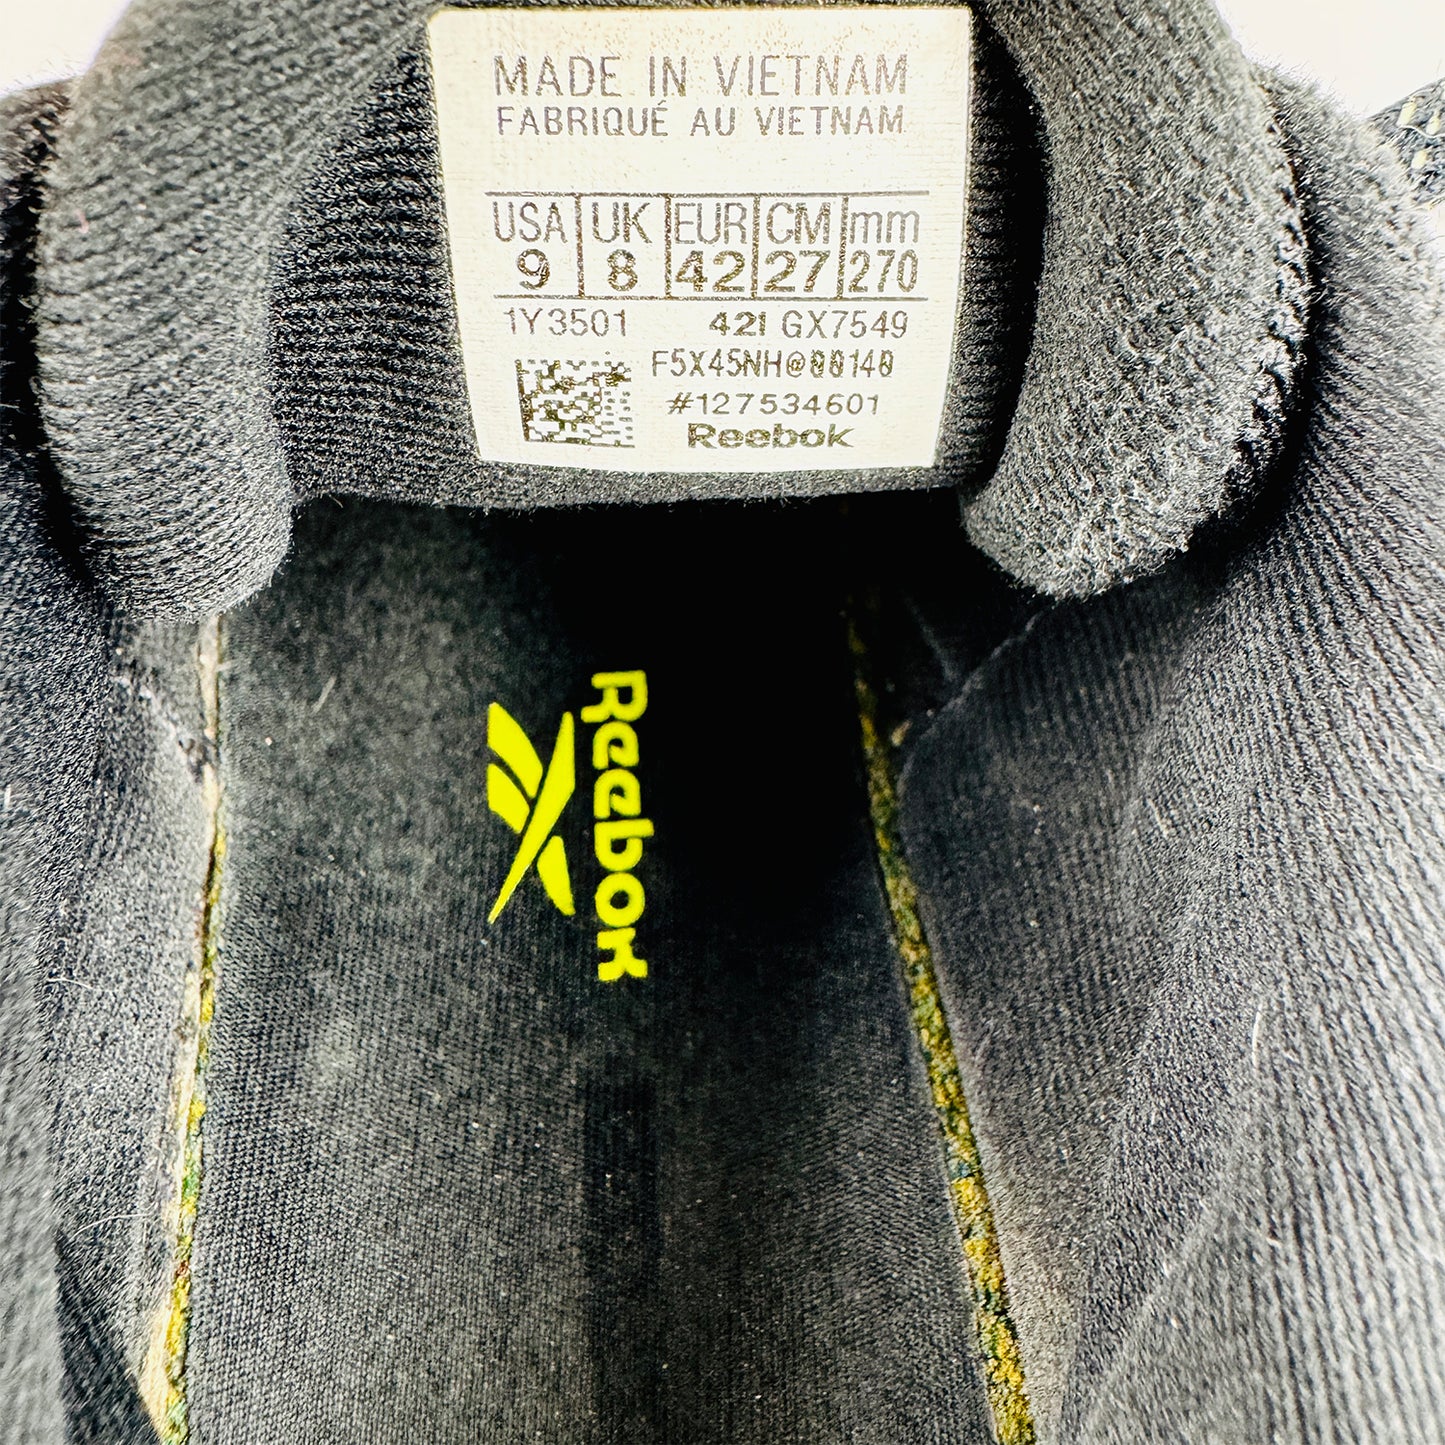 MADE IN VIETNAM
FABRIQUÉ AU VIETNAM
USA UK EUR CM mm
9 8 42 27 270
1Y3501 421 GX7549
F5X45NH@00140
#127534601
Reebok
Reebok